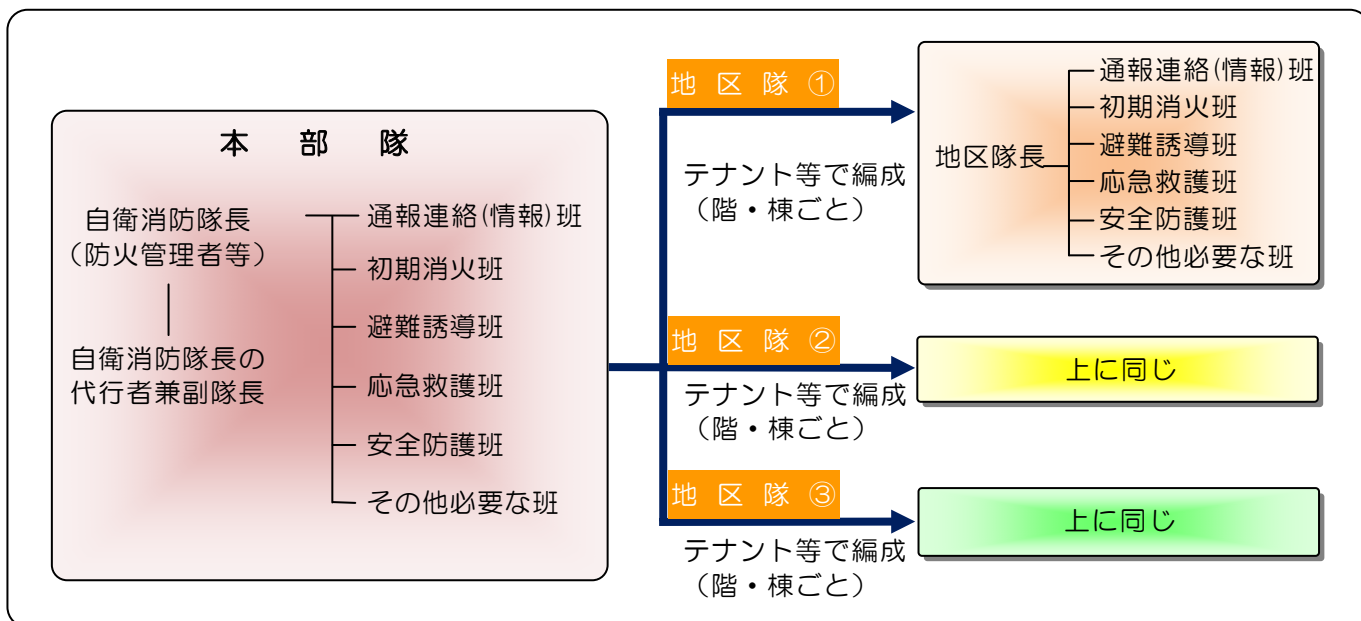 本 部 隊
自衛消防隊長
(防火管理者等)
自衛消防隊長の
代行者兼副隊長
通報連絡(情報)班
初期消火班
避難誘導班
応急救護班
安全防護班
その他必要な班
地 区 隊 ①
テナント等で編成
(階・棟ごと)
地区隊長
通報連絡(情報)班
初期消火班
避難誘導班
応急救護班
安全防護班
その他必要な班
地 区 隊 ②
テナント等で編成
(階・棟ごと)
上に同じ
地 区 隊 ③
テナント等で編成
(階・棟ごと)
上に同じ